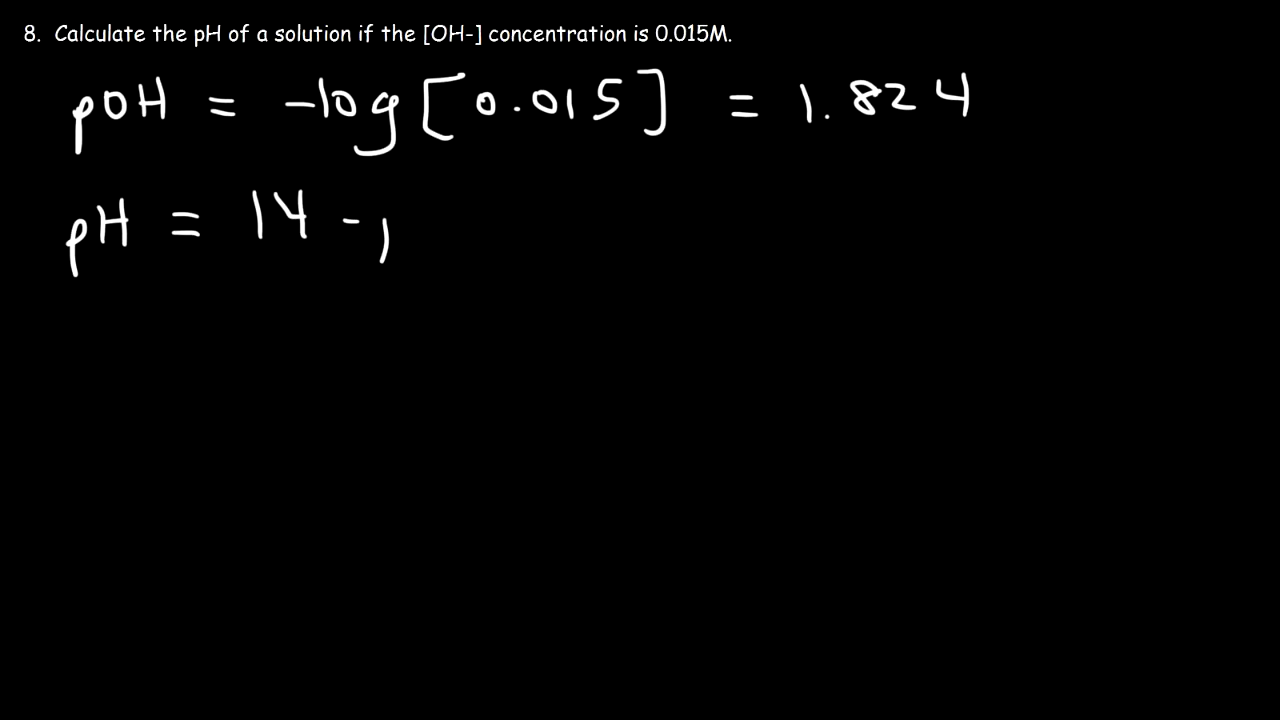 8. Calculate the pH of a solution if the [OH-] concentration is 0.015M.
pOH = -log[0.015] = 1.824
pH = 14 -